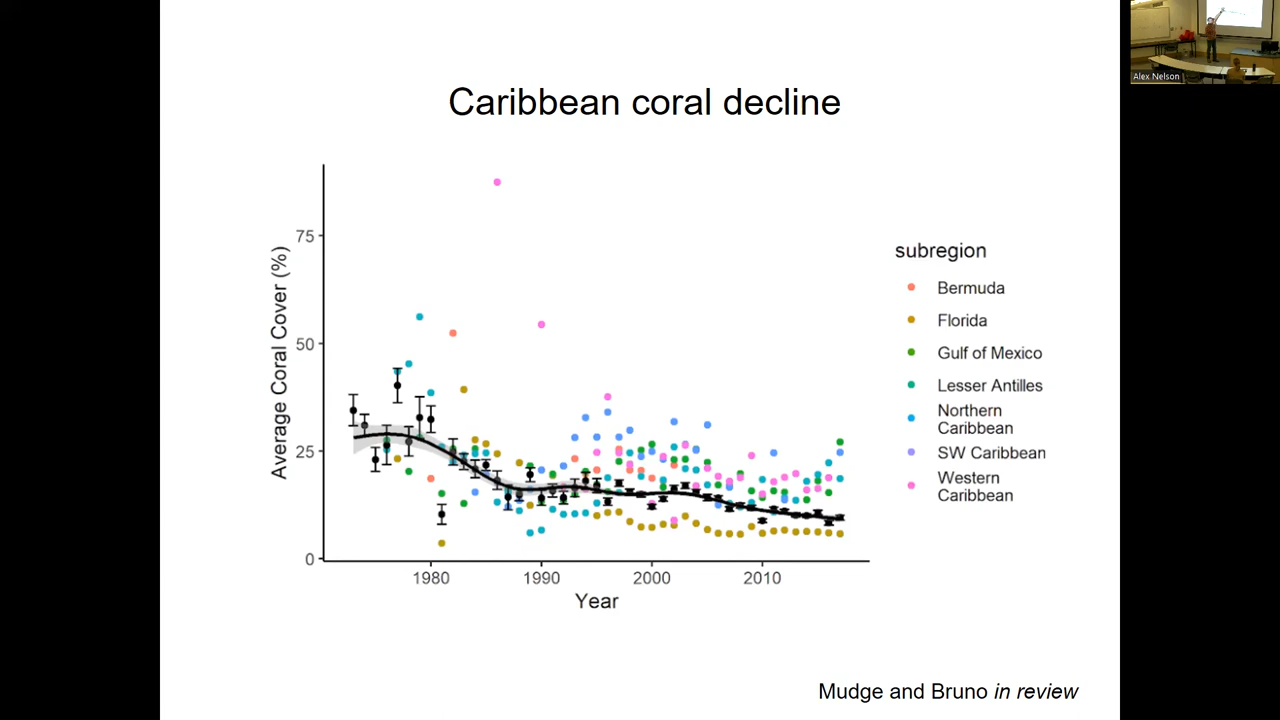 Alex Nelson
Caribbean coral decline
Average Coral Cover (%)
75
50
25
0
1980
1990
2000
2010
Year
subregion
Bermuda
Florida
Gulf of Mexico
Lesser Antilles
Northern
Caribbean
SW Caribbean
Western
Caribbean
Mudge and Bruno in review